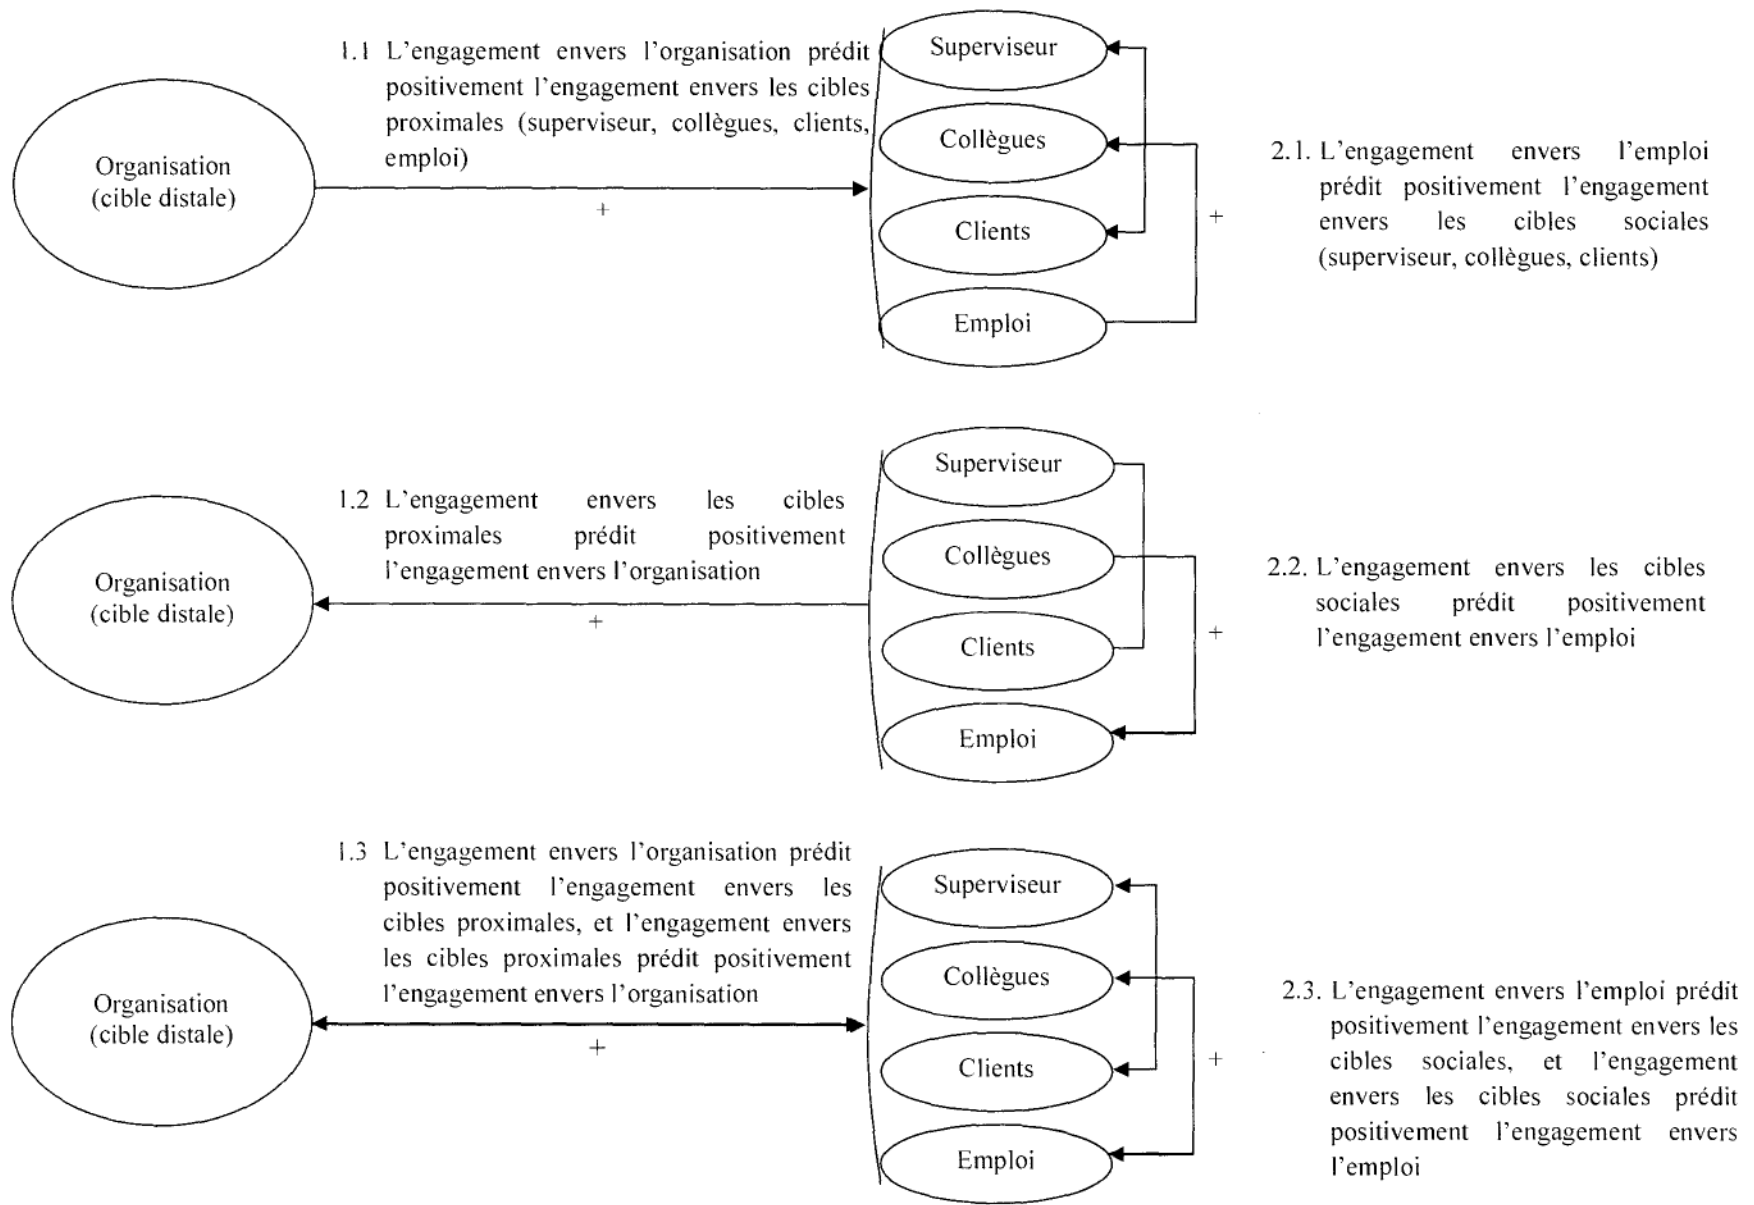 1.1 L'engagement envers l'organisation prédit
positivement l'engagement envers les cibles
proximales (superviseur, collègues, clients,
emploi)
Organisation
(cible distale)
+
Superviseur
Collègues
Clients
Emploi
+
2.1. L'engagement envers l'emploi
prédit positivement l'engagement
envers les cibles sociales
(superviseur, collègues, clients)
1.2 L'engagement envers les cibles
proximales prédit positivement
l'engagement envers l'organisation
Organisation
(cible distale)
+
Superviseur
Collègues
Clients
Emploi
+
2.2. L'engagement envers les cibles
sociales prédit positivement
l'engagement envers l'emploi
1.3 L'engagement envers l'organisation prédit
positivement l'engagement envers les
cibles proximales, et l'engagement envers
les cibles proximales prédit positivement
l'engagement envers l'organisation
Organisation
(cible distale)
+
Superviseur
Collègues
Clients
Emploi
+
2.3. L'engagement envers l'emploi prédit
positivement l'engagement envers les
cibles sociales, et l'engagement
envers les cibles sociales prédit
positivement l'engagement envers
l'emploi